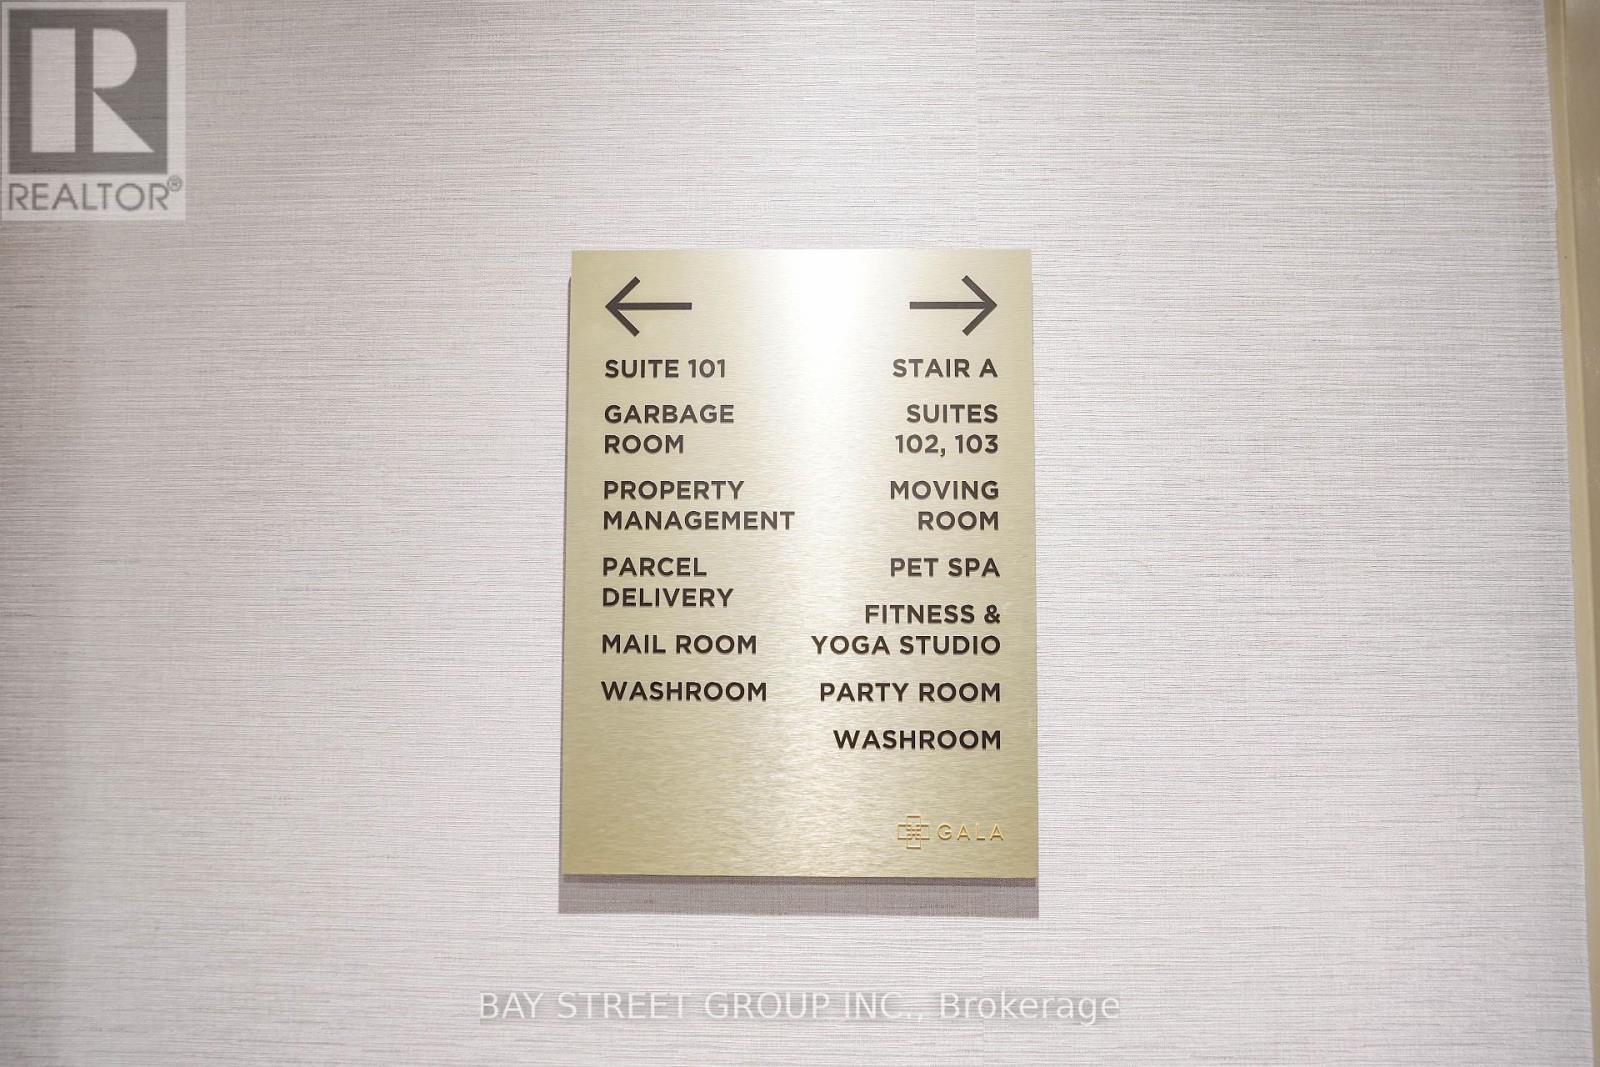 REALTOR®
SUITE 101
GARBAGE
ROOM
PROPERTY
MANAGEMENT
PARCEL
DELIVERY
MAIL ROOM
WASHROOM
STAIR A
SUITES
102, 103
MOVING
ROOM
PET SPA
FITNESS &
YOGA STUDIO
PARTY ROOM
WASHROOM
GALA
BAY STREET GROUP INC., Brokerage